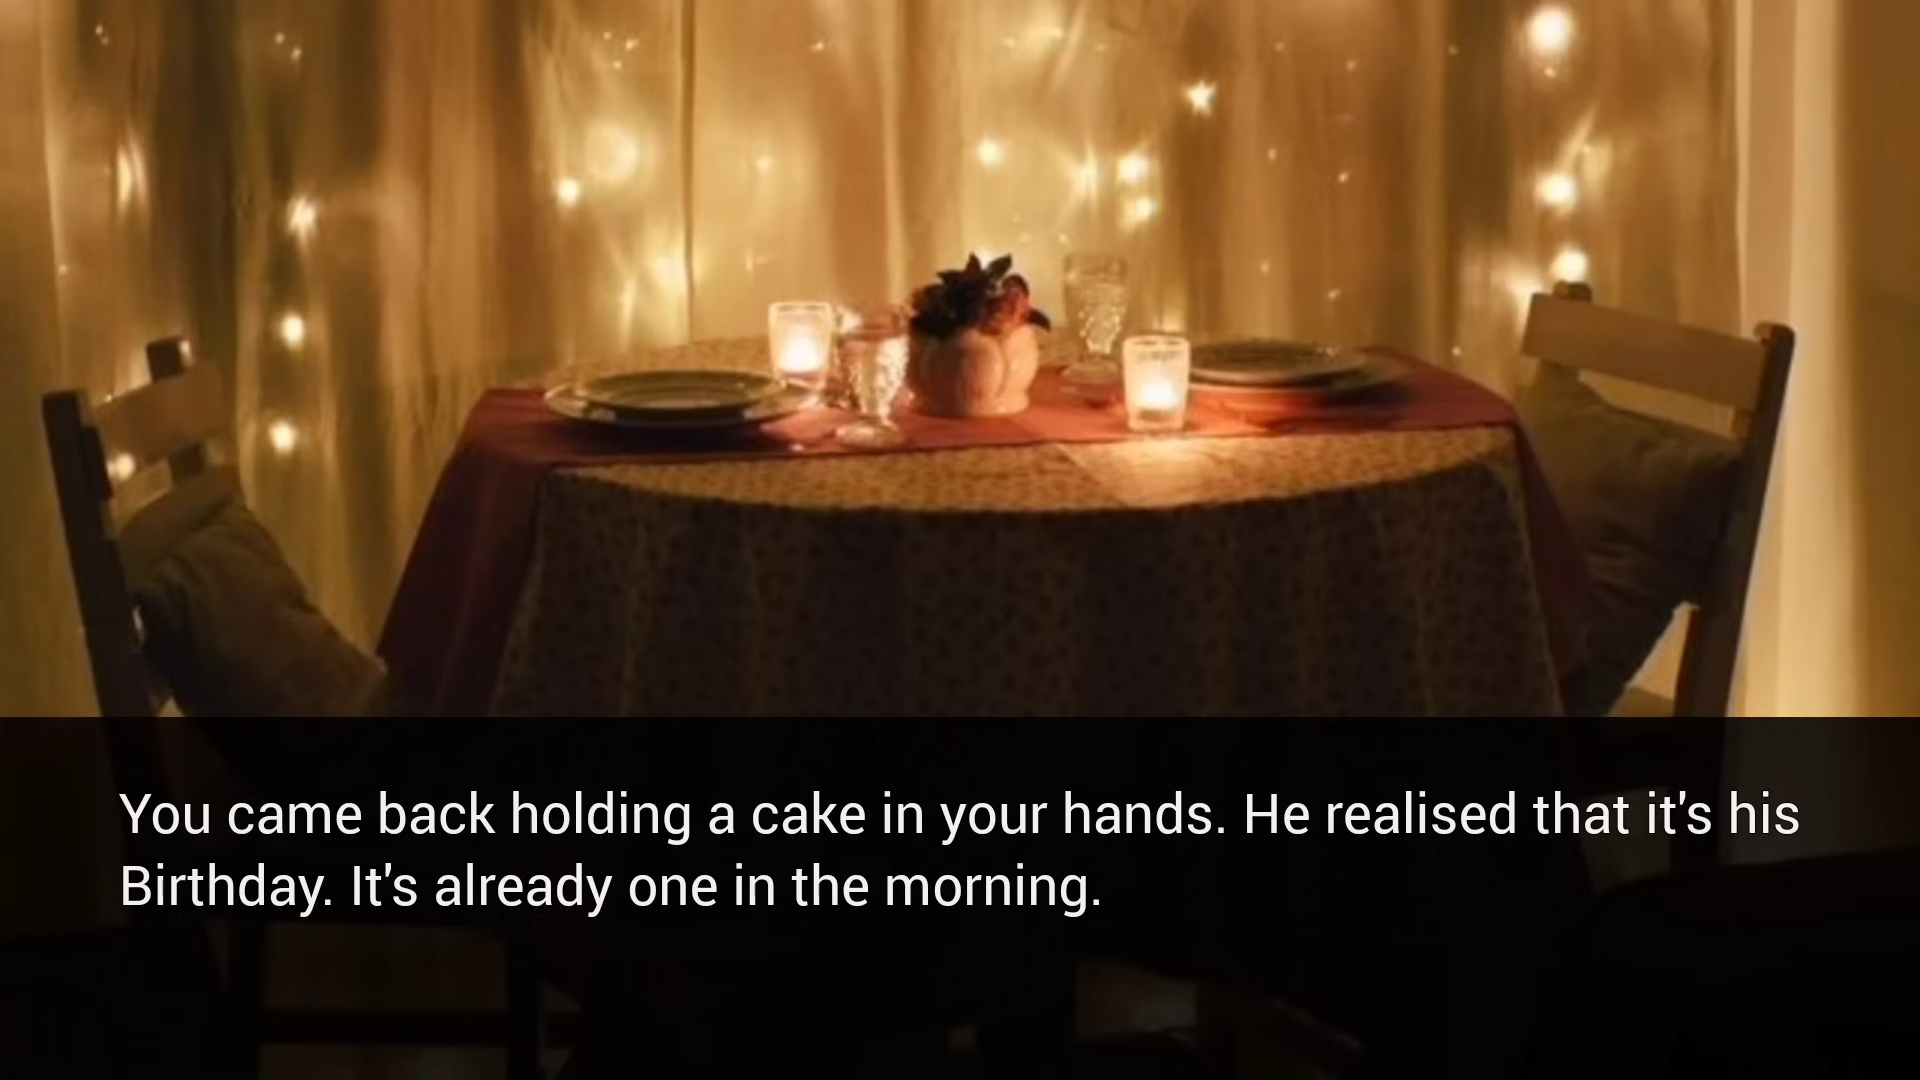 You came back holding a cake in your hands. He realised that it's his
Birthday. It's already one in the morning.